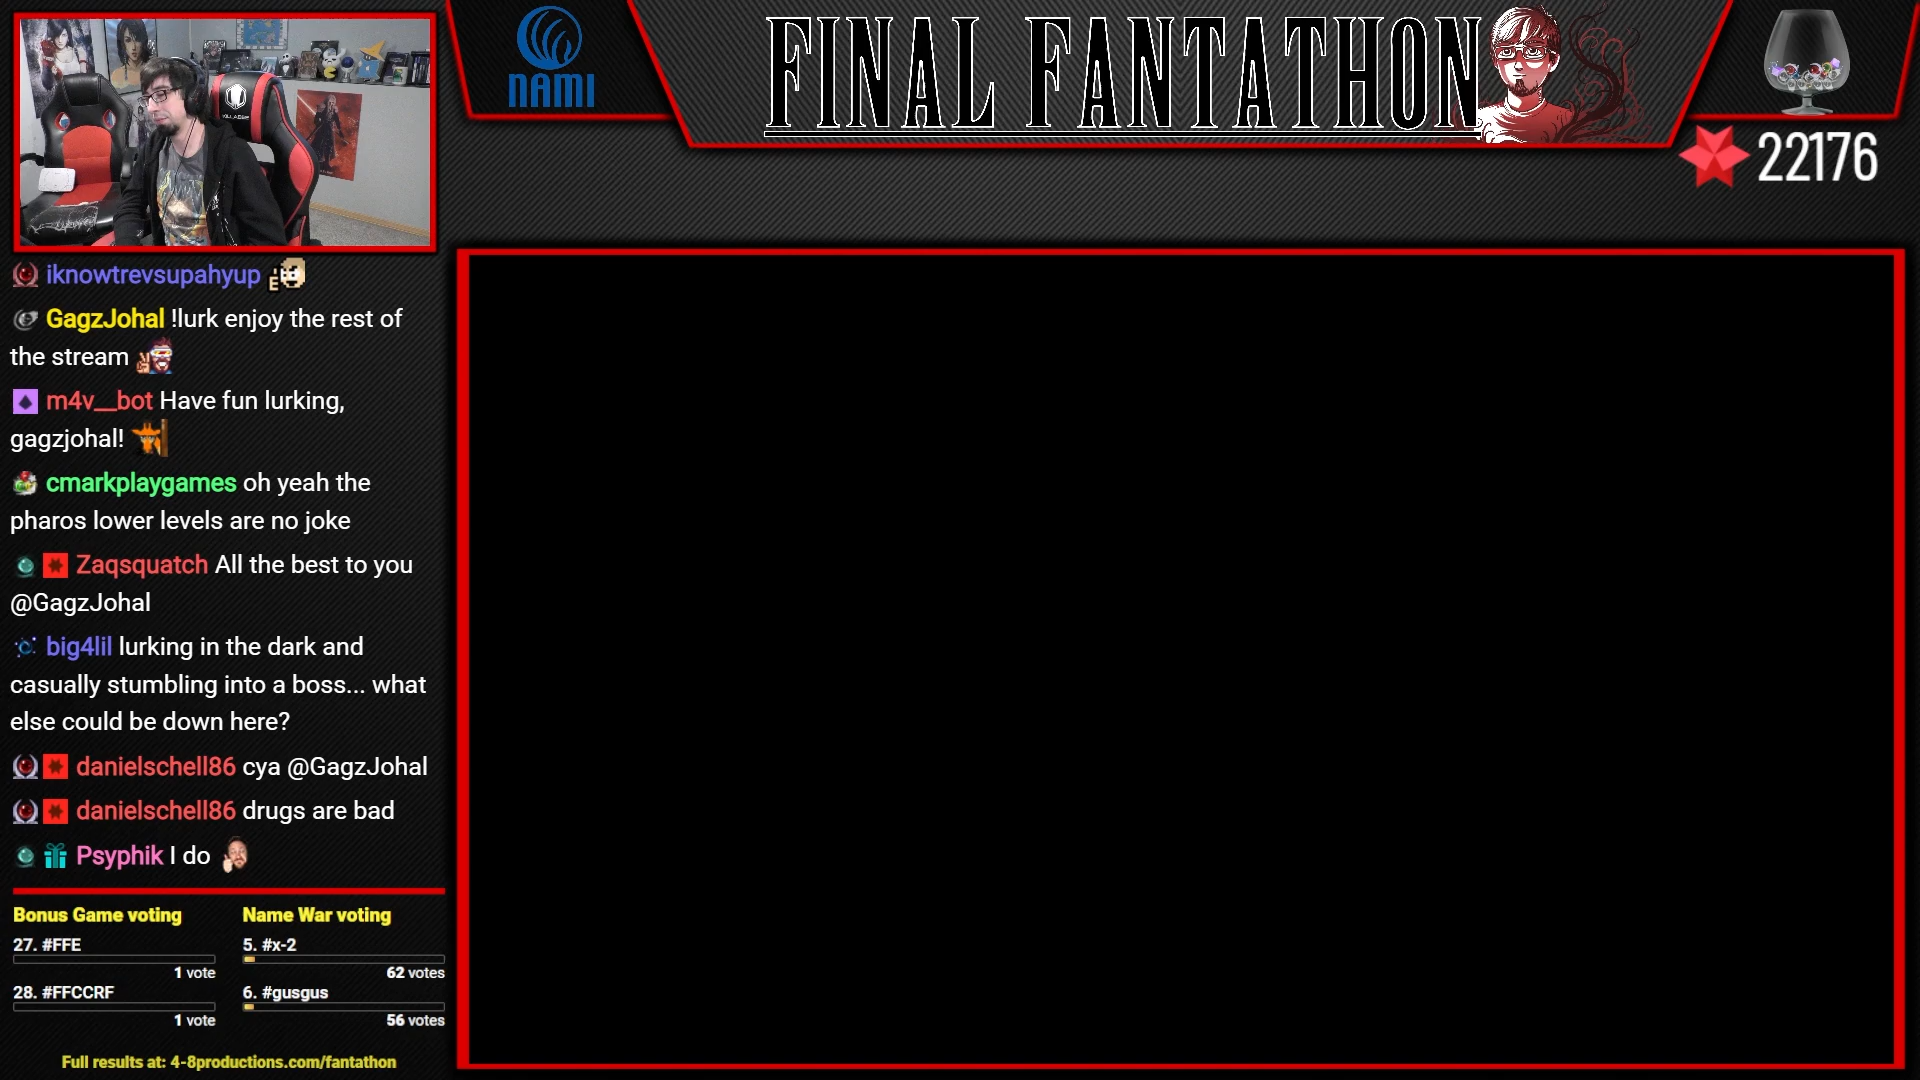 NAMI
FINAL FANTATHON
22176
iknowtrevsupahyup
GagzJohal !lurk enjoy the rest of
the stream
m4v__bot Have fun lurking,
gagzjohal!
cmarkplaygames oh yeah the
pharos lower levels are no joke
Zaqsquatch All the best to you
@GagzJohal
big4lil lurking in the dark and
casually stumbling into a boss... what
else could be down here?
danielschell86 cya @GagzJohal
danielschell86 drugs are bad
Psyphik I do
Bonus Game voting
27. #FFE
1 vote
28. #FFCCRF
1 vote
Name War voting
5. #x-2
62 votes
6. #gusgus
56 votes
Full results at: 4-8productions.com/fantathon